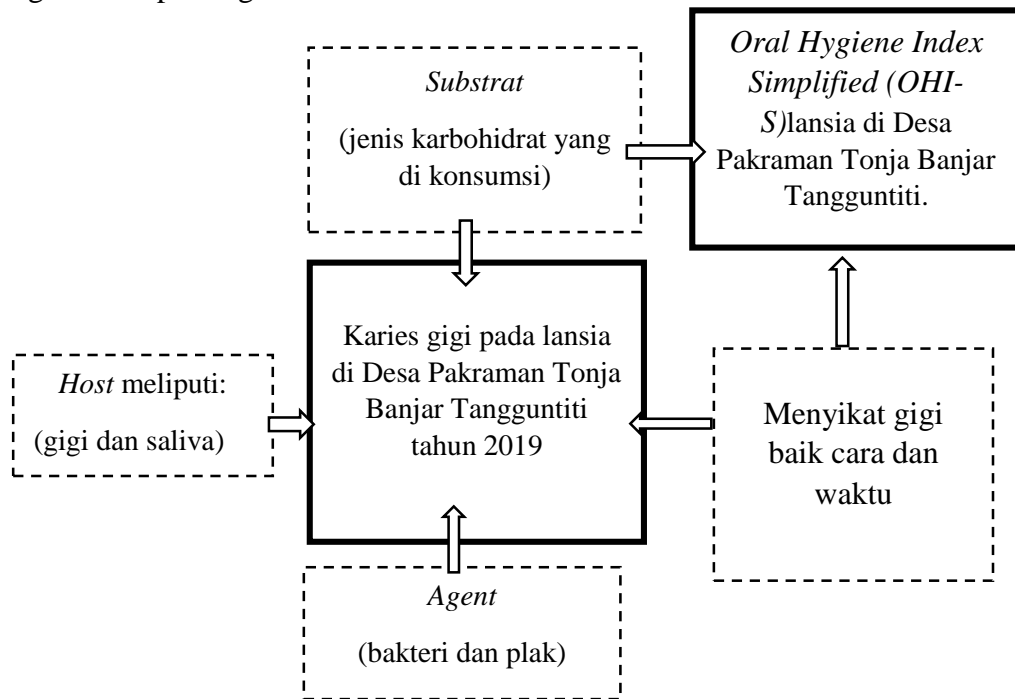 Oral Hygiene Index
Simplified (OHI-
S)lansia di Desa
Pakraman Tonja Banjar
Tangguntiti.
Substrat
(jenis karbohidrat yang
di konsumsi)
Karies gigi pada lansia
di Desa Pakraman Tonja
Banjar Tangguntiti
tahun 2019
Host meliputi:
(gigi dan saliva)
Menyikat gigi
baik cara dan
waktu
Agent
(bakteri dan plak)